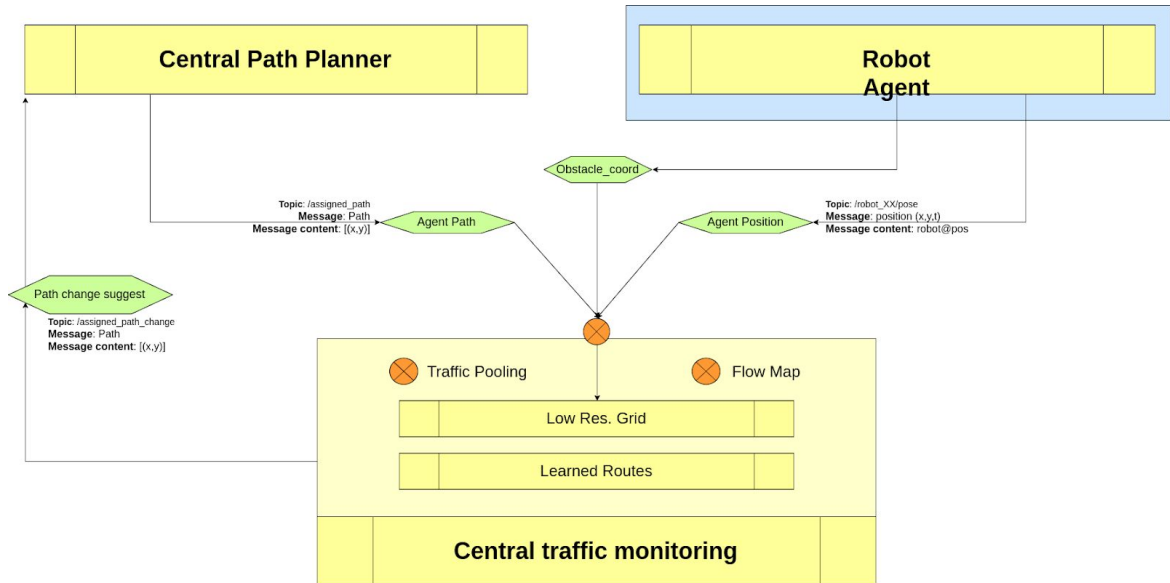 Central Path Planner
Robot
Agent
Obstacle_coord
Topic: /assigned_path
Message: Path
Message content: [(x,y)]
Agent Path
Agent Position
Topic: /robot_XX/pose
Message: position (x,y,t)
Message content: robot@pos
Path change suggest
Topic: /assigned_path_change
Message: Path
Message content: [(x,y)]
Traffic Pooling
Flow Map
Low Res. Grid
Learned Routes
Central traffic monitoring